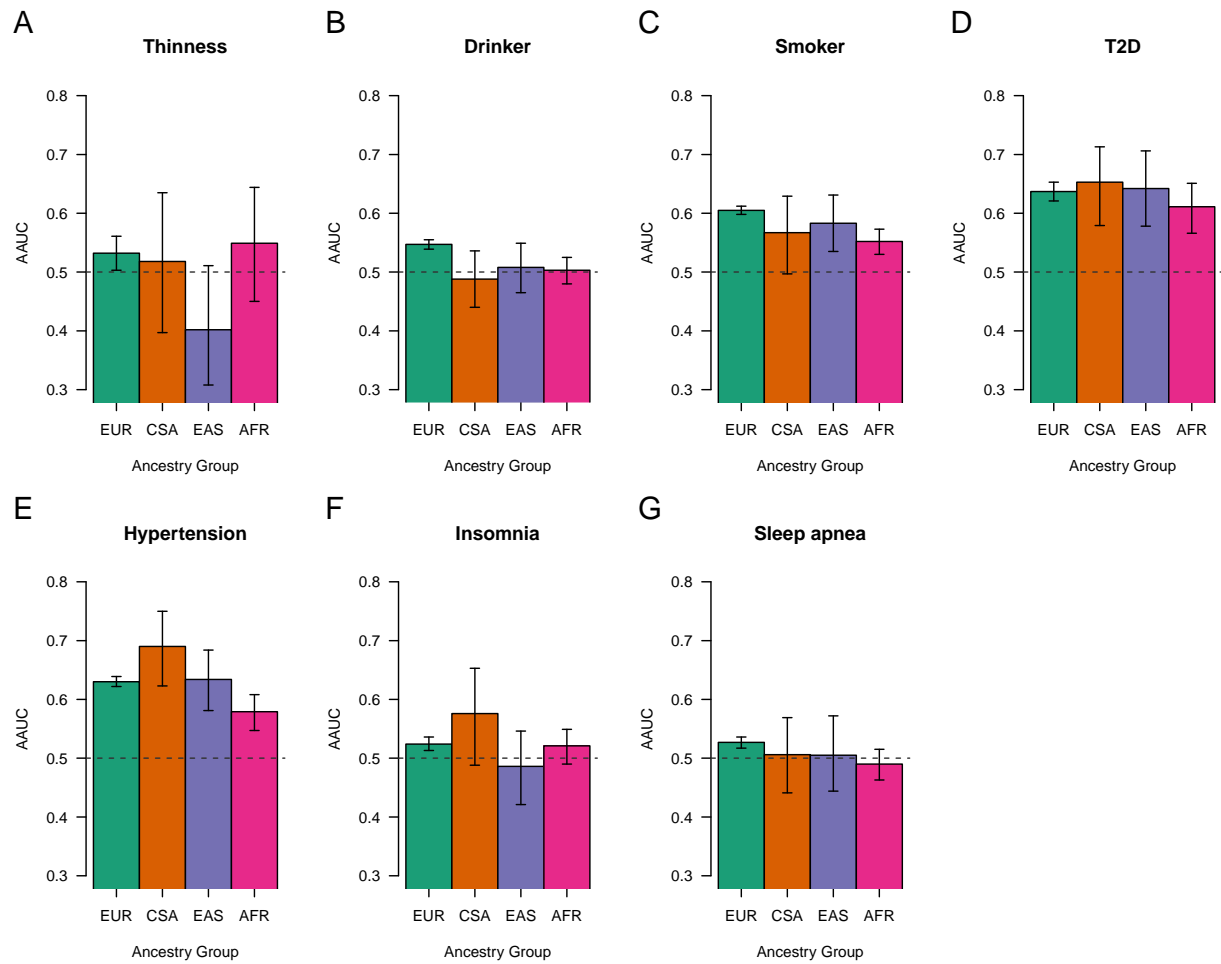 A
Thinness
AAUC
0.8
0.7
0.6
0.5
0.4
0.3
EUR CSA EAS AFR
Ancestry Group
B
Drinker
AAUC
0.8
0.7
0.6
0.5
0.4
0.3
EUR CSA EAS AFR
Ancestry Group
C
Smoker
AAUC
0.8
0.7
0.6
0.5
0.4
0.3
EUR CSA EAS AFR
Ancestry Group
D
T2D
AAUC
0.8
0.7
0.6
0.5
0.4
0.3
EUR CSA EAS AFR
Ancestry Group
E
Hypertension
AAUC
0.8
0.7
0.6
0.5
0.4
0.3
EUR CSA EAS AFR
Ancestry Group
F
Insomnia
AAUC
0.8
0.7
0.6
0.5
0.4
0.3
EUR CSA EAS AFR
Ancestry Group
G
Sleep apnea
AAUC
0.8
0.7
0.6
0.5
0.4
0.3
EUR CSA EAS AFR
Ancestry Group